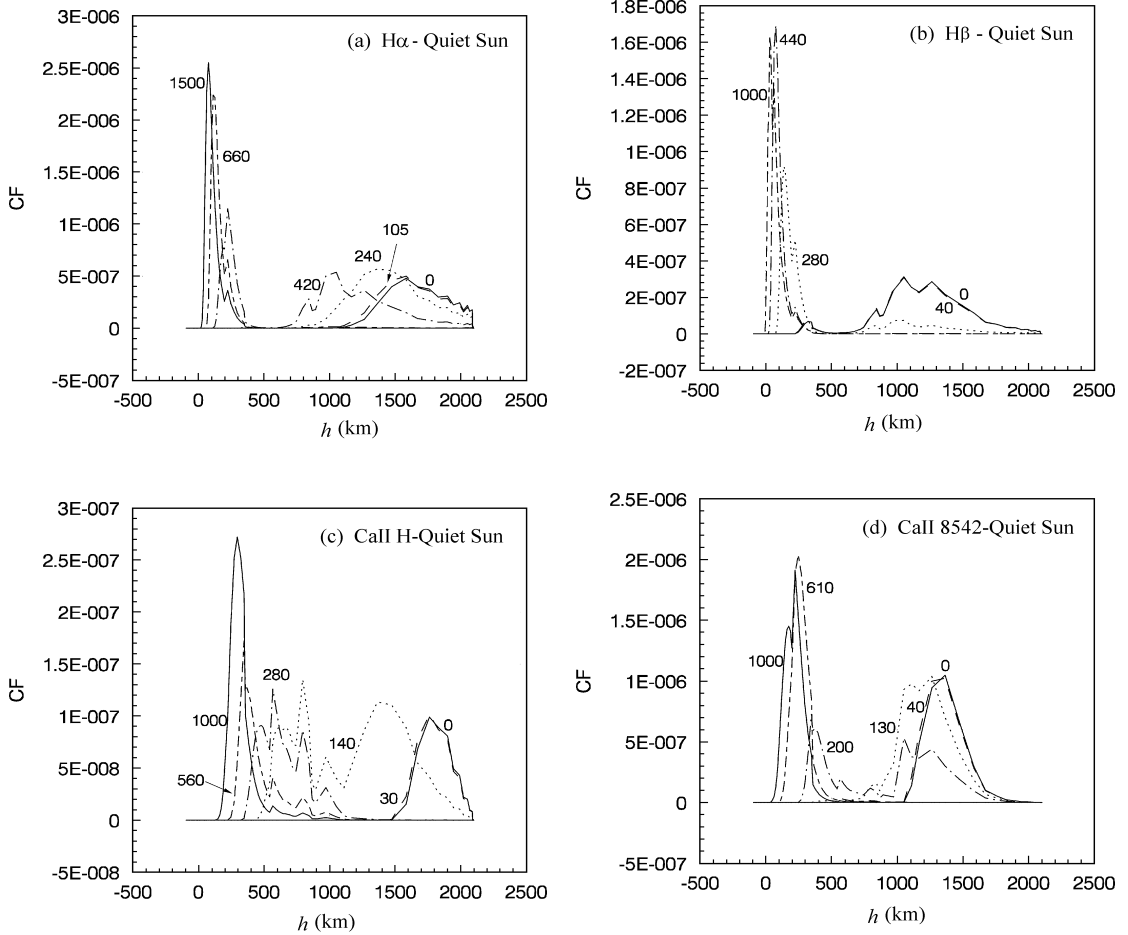 (a) Hα - Quiet Sun
3E-006
2.5E-006
2E-006
1.5E-006
1E-006
5E-007
0
-5E-007
CF
1500
660
420
240
105
0
-500 0 500 1000 1500 2000 2500
h (km)
(b) Hβ - Quiet Sun
1.8E-006
1.6E-006
1.4E-006
1.2E-006
1E-006
8E-007
6E-007
4E-007
2E-007
0
-2E-007
CF
440
1000
280
0
40
-500 0 500 1000 1500 2000 2500
h (km)
(c) CaII H-Quiet Sun
3E-007
2.5E-007
2E-007
1.5E-007
1E-007
5E-008
0
-5E-008
CF
1000
560
280
140
30
0
-500 0 500 1000 1500 2000 2500
h (km)
(d) CaII 8542-Quiet Sun
2.5E-006
2E-006
1.5E-006
1E-006
5E-007
0
-5E-007
CF
610
1000
200
130
40
0
-500 0 500 1000 1500 2000 2500
h (km)